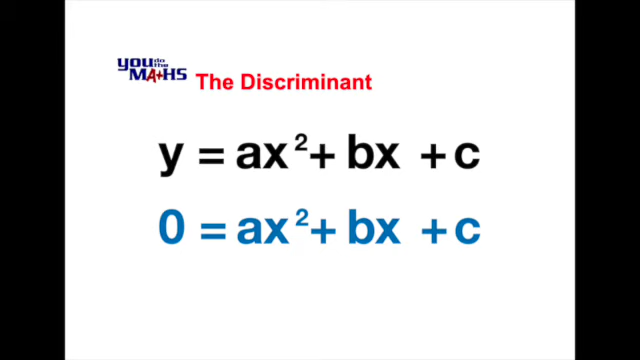 you do the MA+HS
The Discriminant
y = ax² + bx + c
0 = ax² + bx + c